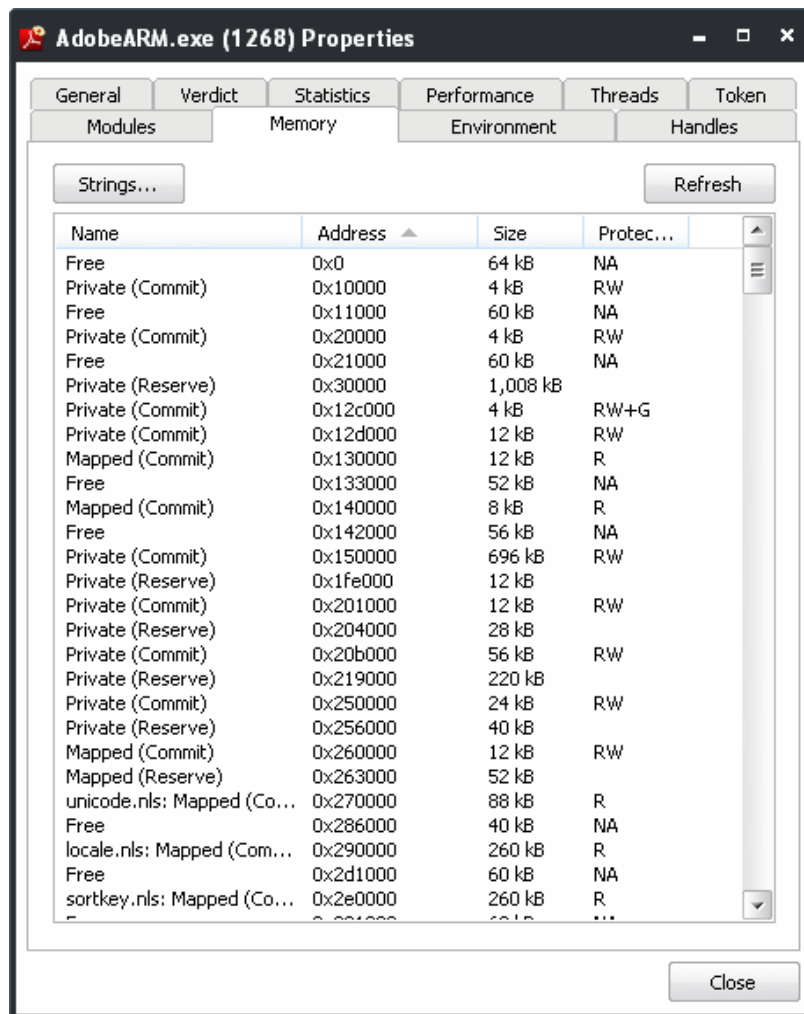 AdobeARM.exe (1268) Properties
General Verdict Statistics Performance Threads Token
Modules Memory Environment Handles
Strings... Refresh
Name Address Size Protec...
Free 0x0 64 kB NA
Private (Commit) 0x10000 4 kB RW
Free 0x11000 60 kB NA
Private (Commit) 0x20000 4 kB RW
Free 0x21000 60 kB NA
Private (Reserve) 0x30000 1,008 kB
Private (Commit) 0x12c000 4 kB RW+G
Private (Commit) 0x12d000 12 kB RW
Mapped (Commit) 0x130000 12 kB R
Free 0x133000 52 kB NA
Mapped (Commit) 0x140000 8 kB R
Free 0x142000 56 kB NA
Private (Commit) 0x150000 696 kB RW
Private (Reserve) 0x1fe000 12 kB
Private (Commit) 0x201000 12 kB RW
Private (Reserve) 0x204000 28 kB
Private (Commit) 0x20b000 56 kB RW
Private (Reserve) 0x219000 220 kB
Private (Commit) 0x250000 24 kB RW
Private (Reserve) 0x256000 40 kB
Mapped (Commit) 0x260000 12 kB RW
Mapped (Reserve) 0x263000 52 kB
unicode.nls: Mapped (Co... 0x270000 88 kB R
Free 0x286000 40 kB NA
locale.nls: Mapped (Com... 0x290000 260 kB R
Free 0x2d1000 60 kB NA
sortkey.nls: Mapped (Co... 0x2e0000 260 kB R
Close